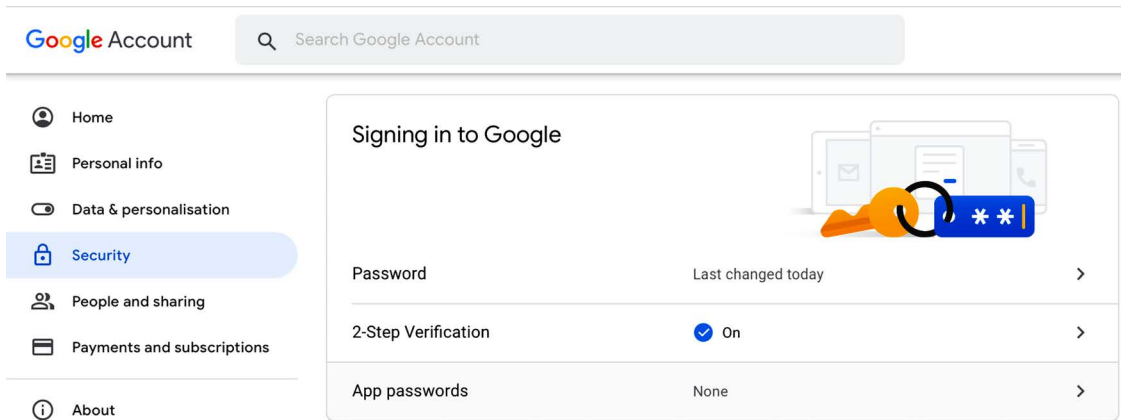 Google Account
Search Google Account
Home
Personal info
Data & personalisation
Security
People and sharing
Payments and subscriptions
About
Signing in to Google
**
Password Last changed today
2-Step Verification On
App passwords None